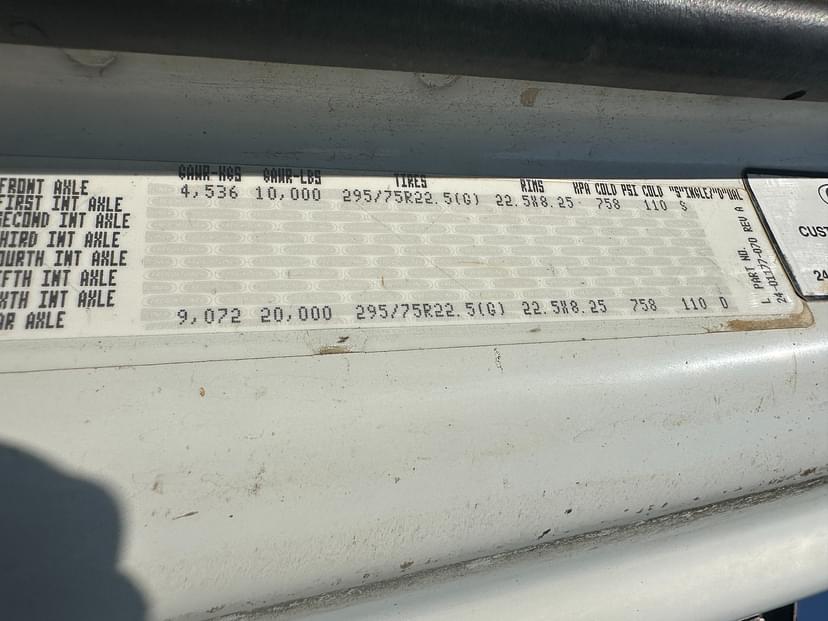 GAWR-KGS GAWR-LBS TIRES RIMS KPA COLD PSI COLD "S"INGLE/"D"UAL
FRONT AXLE 4,536 10,000 295/75R22.5(G) 22.5X8.25 758 110 S
FIRST INT AXLE
SECOND INT AXLE
THIRD INT AXLE
FOURTH INT AXLE
IFTH INT AXLE
XTH INT AXLE
AR AXLE 9,072 20,000 295/75R22.5(G) 22.5X8.25 758 110 D
L PART NO.
24-01177-070 REV A
CUST
24